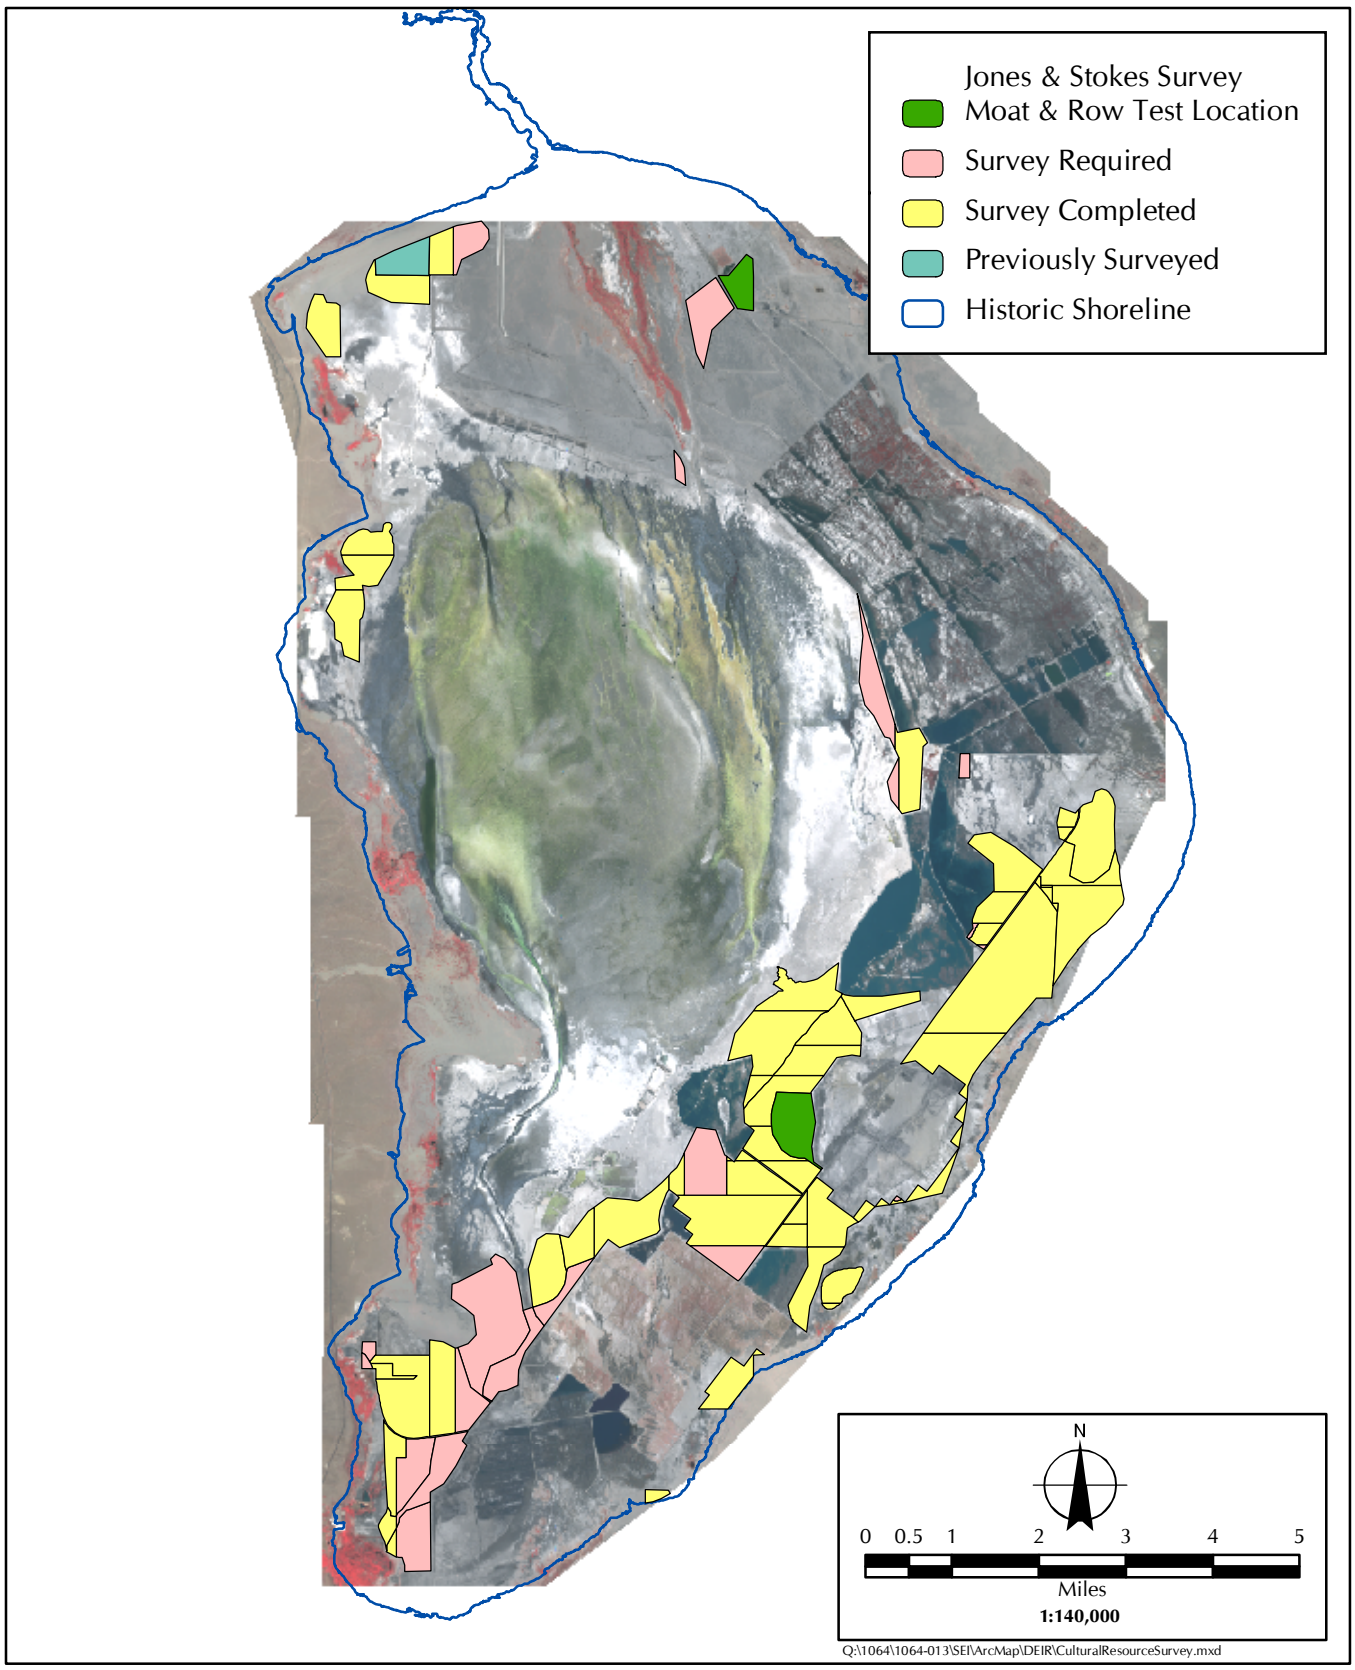 Jones & Stokes Survey
Moat & Row Test Location
Survey Required
Survey Completed
Previously Surveyed
Historic Shoreline
N
0 0.5 1 2 3 4 5
Miles
1:140,000
Q:\1064\1064-013\SEI\ArcMap\DEIR\CulturalResourceSurvey.mxd